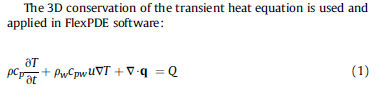 The 3D conservation of the transient heat equation is used and
applied in FlexPDE software:
ρc_p ∂T/∂t + ρ_w c_pw u∇T + ∇·𝐪 = Q (1)